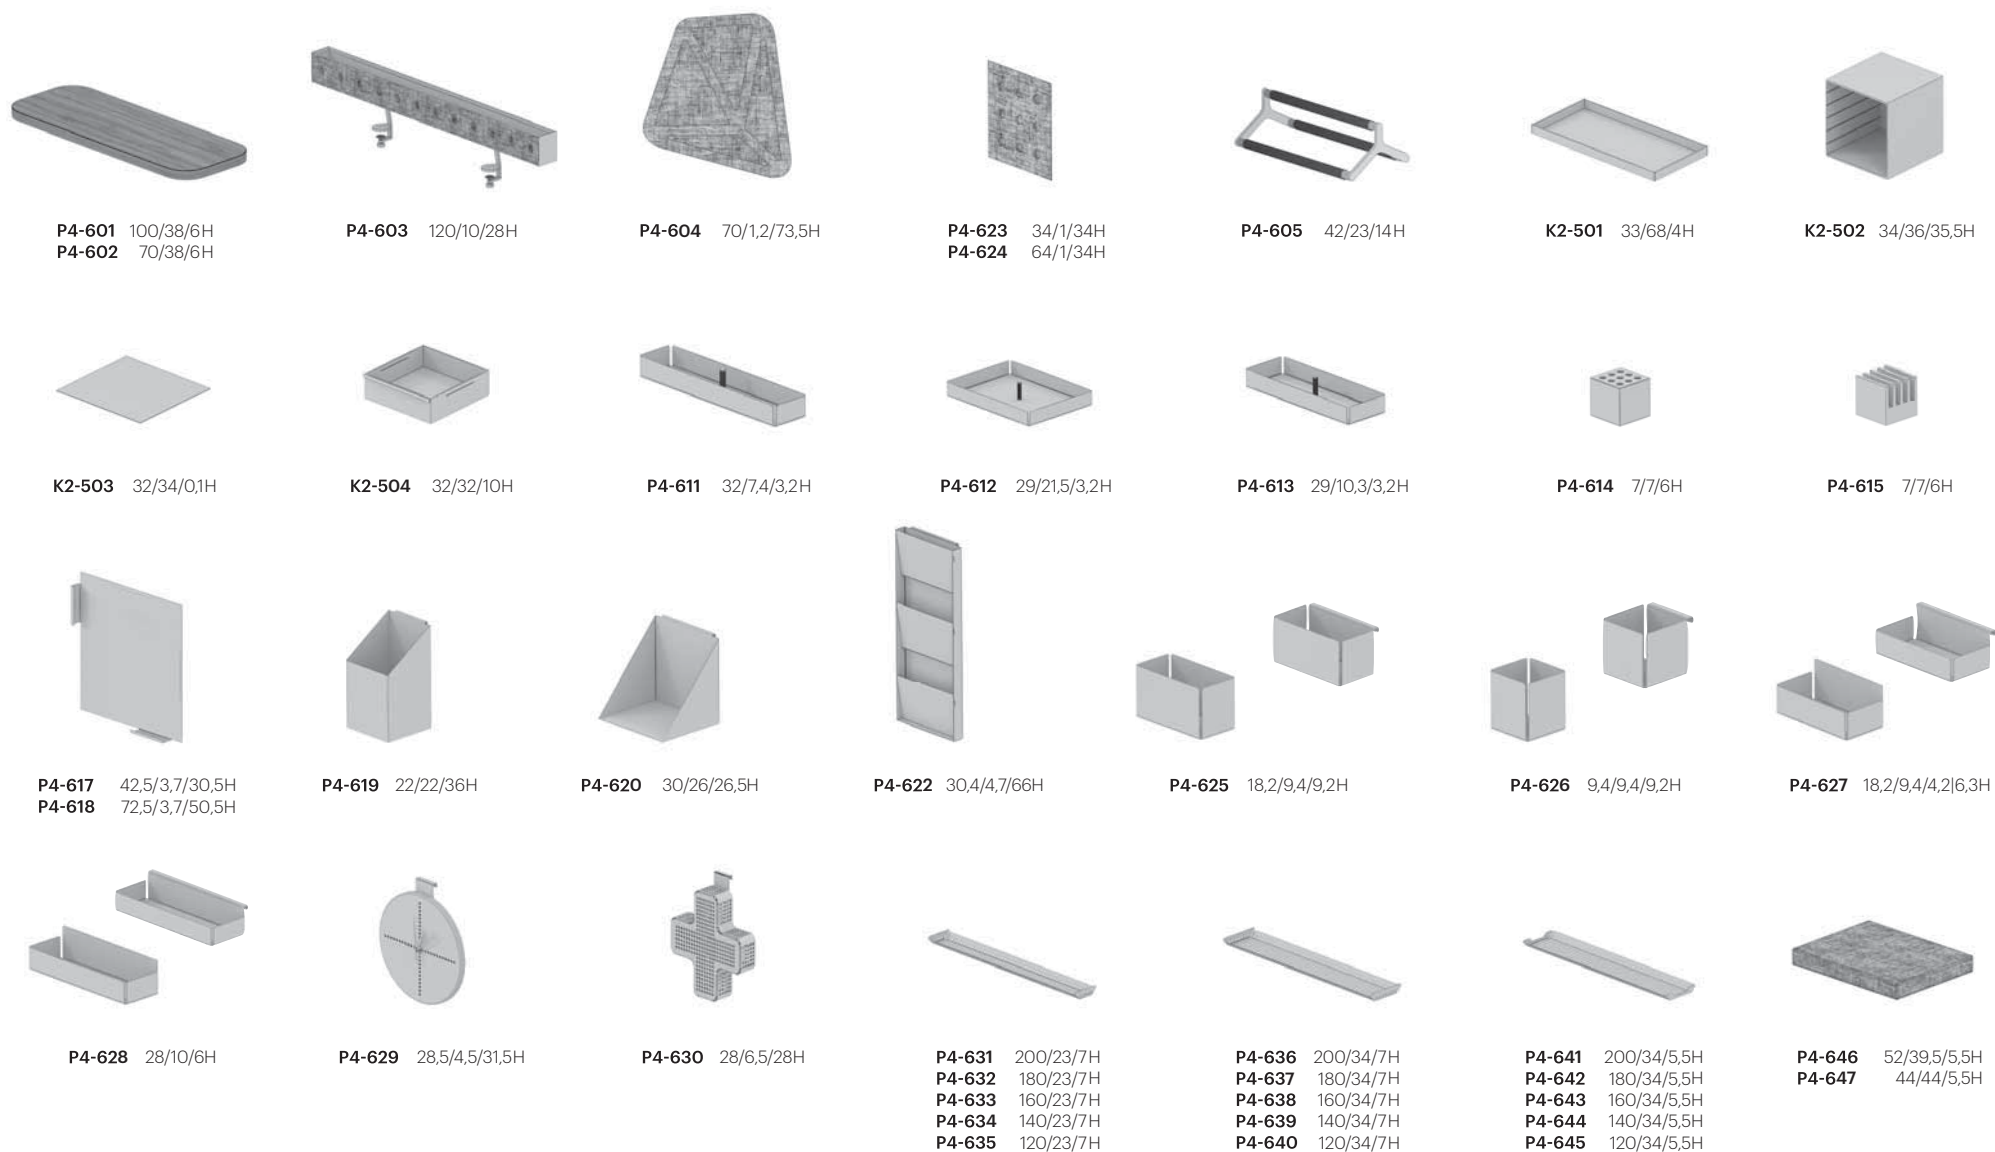 P4-601 100/38/6H
P4-602 70/38/6H
P4-603 120/10/28H
P4-604 70/1,2/73,5H
P4-623 34/1/34H
P4-624 64/1/34H
P4-605 42/23/14H
K2-501 33/68/4H
K2-502 34/36/35,5H
K2-503 32/34/0,1H
K2-504 32/32/10H
P4-611 32/7,4/3,2H
P4-612 29/21,5/3,2H
P4-613 29/10,3/3,2H
P4-614 7/7/6H
P4-615 7/7/6H
P4-617 42,5/3,7/30,5H
P4-618 72,5/3,7/50,5H
P4-619 22/22/36H
P4-620 30/26/26,5H
P4-622 30,4/4,7/66H
P4-625 18,2/9,4/9,2H
P4-626 9,4/9,4/9,2H
P4-627 18,2/9,4/4,2|6,3H
P4-628 28/10/6H
P4-629 28,5/4,5/31,5H
P4-630 28/6,5/28H
P4-631 200/23/7H
P4-632 180/23/7H
P4-633 160/23/7H
P4-634 140/23/7H
P4-635 120/23/7H
P4-636 200/34/7H
P4-637 180/34/7H
P4-638 160/34/7H
P4-639 140/34/7H
P4-640 120/34/7H
P4-641 200/34/5,5H
P4-642 180/34/5,5H
P4-643 160/34/5,5H
P4-644 140/34/5,5H
P4-645 120/34/5,5H
P4-646 52/39,5/5,5H
P4-647 44/44/5,5H